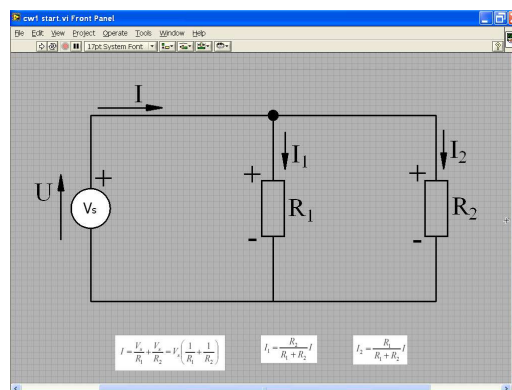 cw1 start.vi Front Panel
File Edit View Project Operate Tools Window Help
17pt System Font
I
U
+
Vs
+
I₁
R₁
-
+
I₂
R₂
-
I = Vs/R₁ + Vs/R₂ = Vs(1/R₁ + 1/R₂)
I₁ = R₂/(R₁ + R₂) I
I₂ = R₁/(R₁ + R₂) I